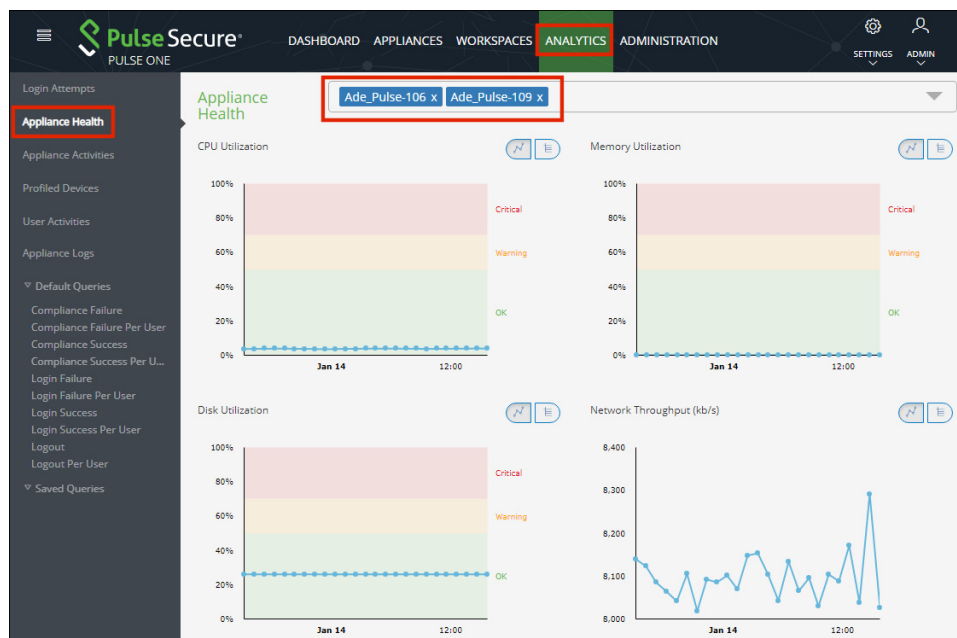 Pulse Secure®
PULSE ONE
DASHBOARD APPLIANCES WORKSPACES ANALYTICS ADMINISTRATION
SETTINGS ADMIN
Login Attempts
Appliance Health
Appliance Activities
Profiled Devices
User Activities
Appliance Logs
Default Queries
Compliance Failure
Compliance Failure Per User
Compliance Success
Compliance Success Per U...
Login Failure
Login Failure Per User
Login Success
Login Success Per User
Logout
Logout Per User
Saved Queries
Appliance
Health
Ade_Pulse-106 x Ade_Pulse-109 x
CPU Utilization
100%
80%
60%
40%
20%
0%
Critical
Warning
OK
Jan 14 12:00
Memory Utilization
100%
80%
60%
40%
20%
0%
Critical
Warning
OK
Jan 14 12:00
Disk Utilization
100%
80%
60%
40%
20%
0%
Critical
Warning
OK
Jan 14 12:00
Network Throughput (kb/s)
8,400
8,300
8,200
8,100
8,000
Jan 14 12:00